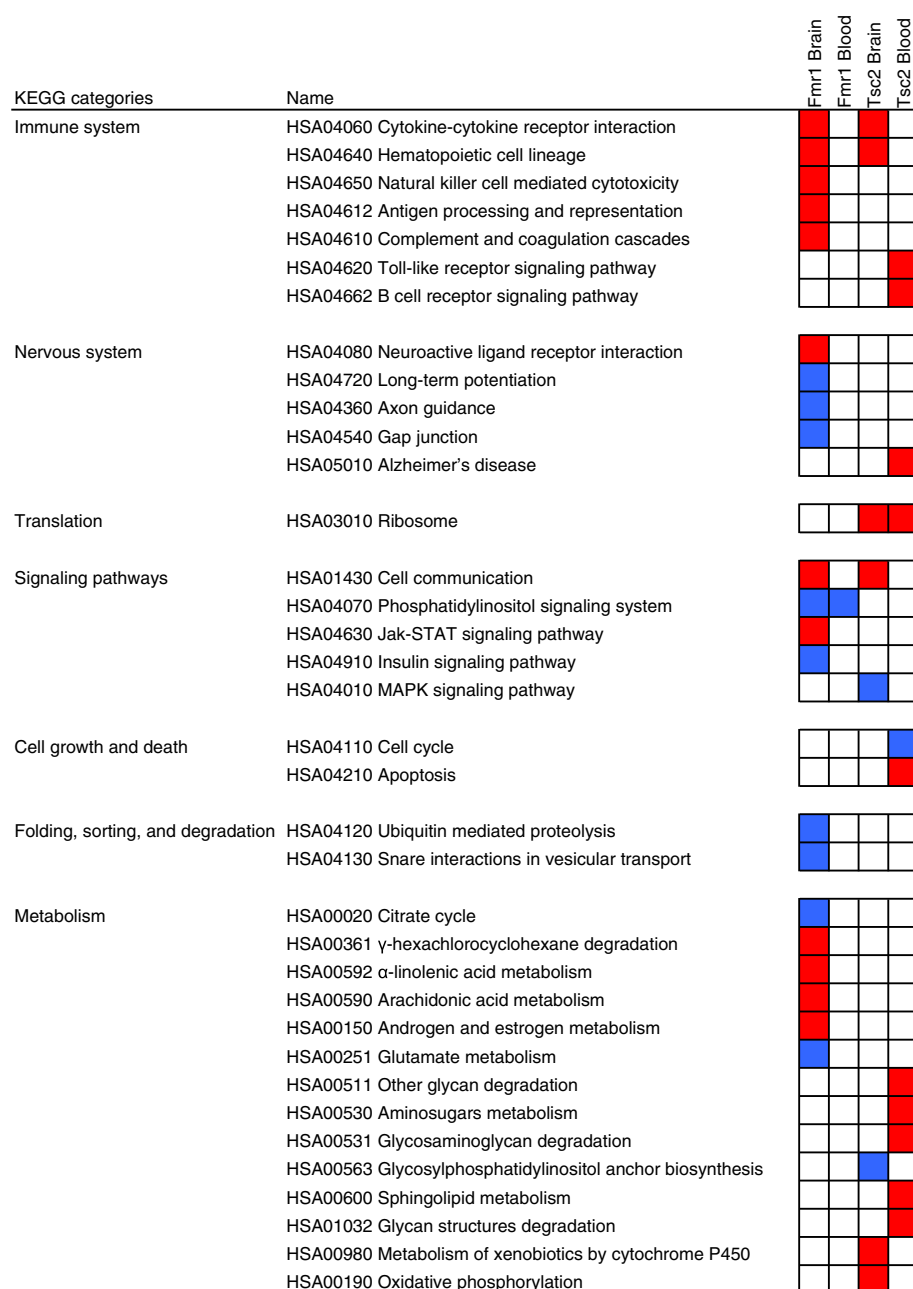 Fmr1 Brain
Fmr1 Blood
Tsc2 Brain
Tsc2 Blood
KEGG categories Name
Immune system HSA04060 Cytokine-cytokine receptor interaction
HSA04640 Hematopoietic cell lineage
HSA04650 Natural killer cell mediated cytotoxicity
HSA04612 Antigen processing and representation
HSA04610 Complement and coagulation cascades
HSA04620 Toll-like receptor signaling pathway
HSA04662 B cell receptor signaling pathway
Nervous system HSA04080 Neuroactive ligand receptor interaction
HSA04720 Long-term potentiation
HSA04360 Axon guidance
HSA04540 Gap junction
HSA05010 Alzheimer's disease
Translation HSA03010 Ribosome
Signaling pathways HSA01430 Cell communication
HSA04070 Phosphatidylinositol signaling system
HSA04630 Jak-STAT signaling pathway
HSA04910 Insulin signaling pathway
HSA04010 MAPK signaling pathway
Cell growth and death HSA04110 Cell cycle
HSA04210 Apoptosis
Folding, sorting, and degradation HSA04120 Ubiquitin mediated proteolysis
HSA04130 Snare interactions in vesicular transport
Metabolism HSA00020 Citrate cycle
HSA00361 γ-hexachlorocyclohexane degradation
HSA00592 α-linolenic acid metabolism
HSA00590 Arachidonic acid metabolism
HSA00150 Androgen and estrogen metabolism
HSA00251 Glutamate metabolism
HSA00511 Other glycan degradation
HSA00530 Aminosugars metabolism
HSA00531 Glycosaminoglycan degradation
HSA00563 Glycosylphosphatidylinositol anchor biosynthesis
HSA00600 Sphingolipid metabolism
HSA01032 Glycan structures degradation
HSA00980 Metabolism of xenobiotics by cytochrome P450
HSA00190 Oxidative phosphorylation